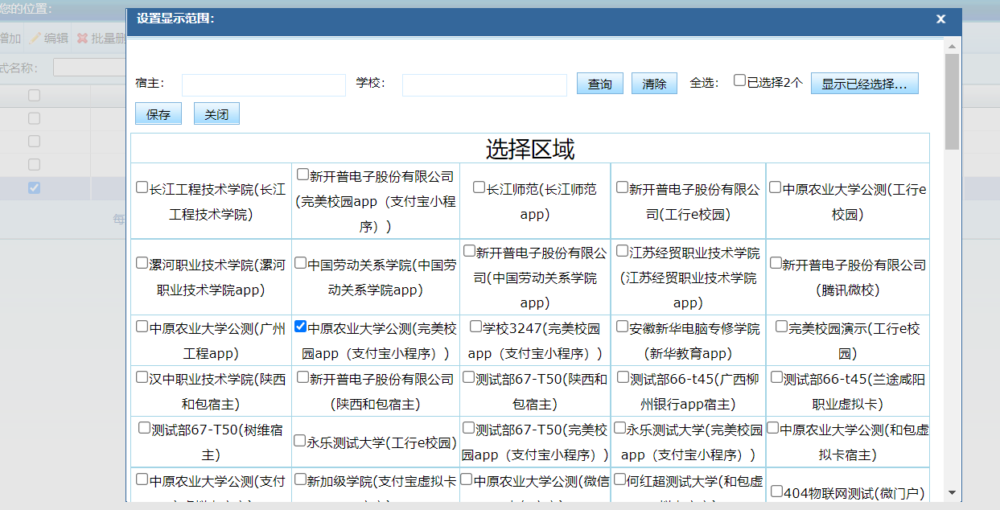 您的位置：
设置显示范围：
增加 编辑 批量删
式名称：
宿主： 学校： 查询 清除 全选： 已选择2个 显示已经选择...
保存 关闭
选择区域
长江工程技术学院(长江
工程技术学院)
新开普电子股份有限公司
(完美校园app（支付宝小程
序）)
长江师范(长江师范
app)
新开普电子股份有限公
司(工行e校园)
中原农业大学公测(工行e
校园)
每
漯河职业技术学院(漯河
职业技术学院app)
中国劳动关系学院(中国劳
动关系学院app)
新开普电子股份有限公
司(中国劳动关系学院
app)
江苏经贸职业技术学院
(江苏经贸职业技术学院
app)
新开普电子股份有限公司
(腾讯微校)
中原农业大学公测(广州
工程app)
中原农业大学公测(完美校
园app（支付宝小程序）)
学校3247(完美校园
app（支付宝小程序）)
安徽新华电脑专修学院
(新华教育app)
完美校园演示(工行e校
园)
汉中职业技术学院(陕西
和包宿主)
新开普电子股份有限公司
(陕西和包宿主)
测试部67-T50(陕西和
包宿主)
测试部66-t45(广西柳
州银行app宿主)
测试部66-t45(兰途咸阳
职业虚拟卡)
测试部67-T50(树维宿
主)
永乐测试大学(工行e校园)
测试部67-T50(完美校
园app（支付宝小程序）)
永乐测试大学(完美校园
app（支付宝小程序）)
中原农业大学公测(和包虚
拟卡宿主)
中原农业大学公测(支付
新加级学院(支付宝虚拟卡
中原农业大学公测(微信
何红超测试大学(和包虚
404物联网测试(微门户)